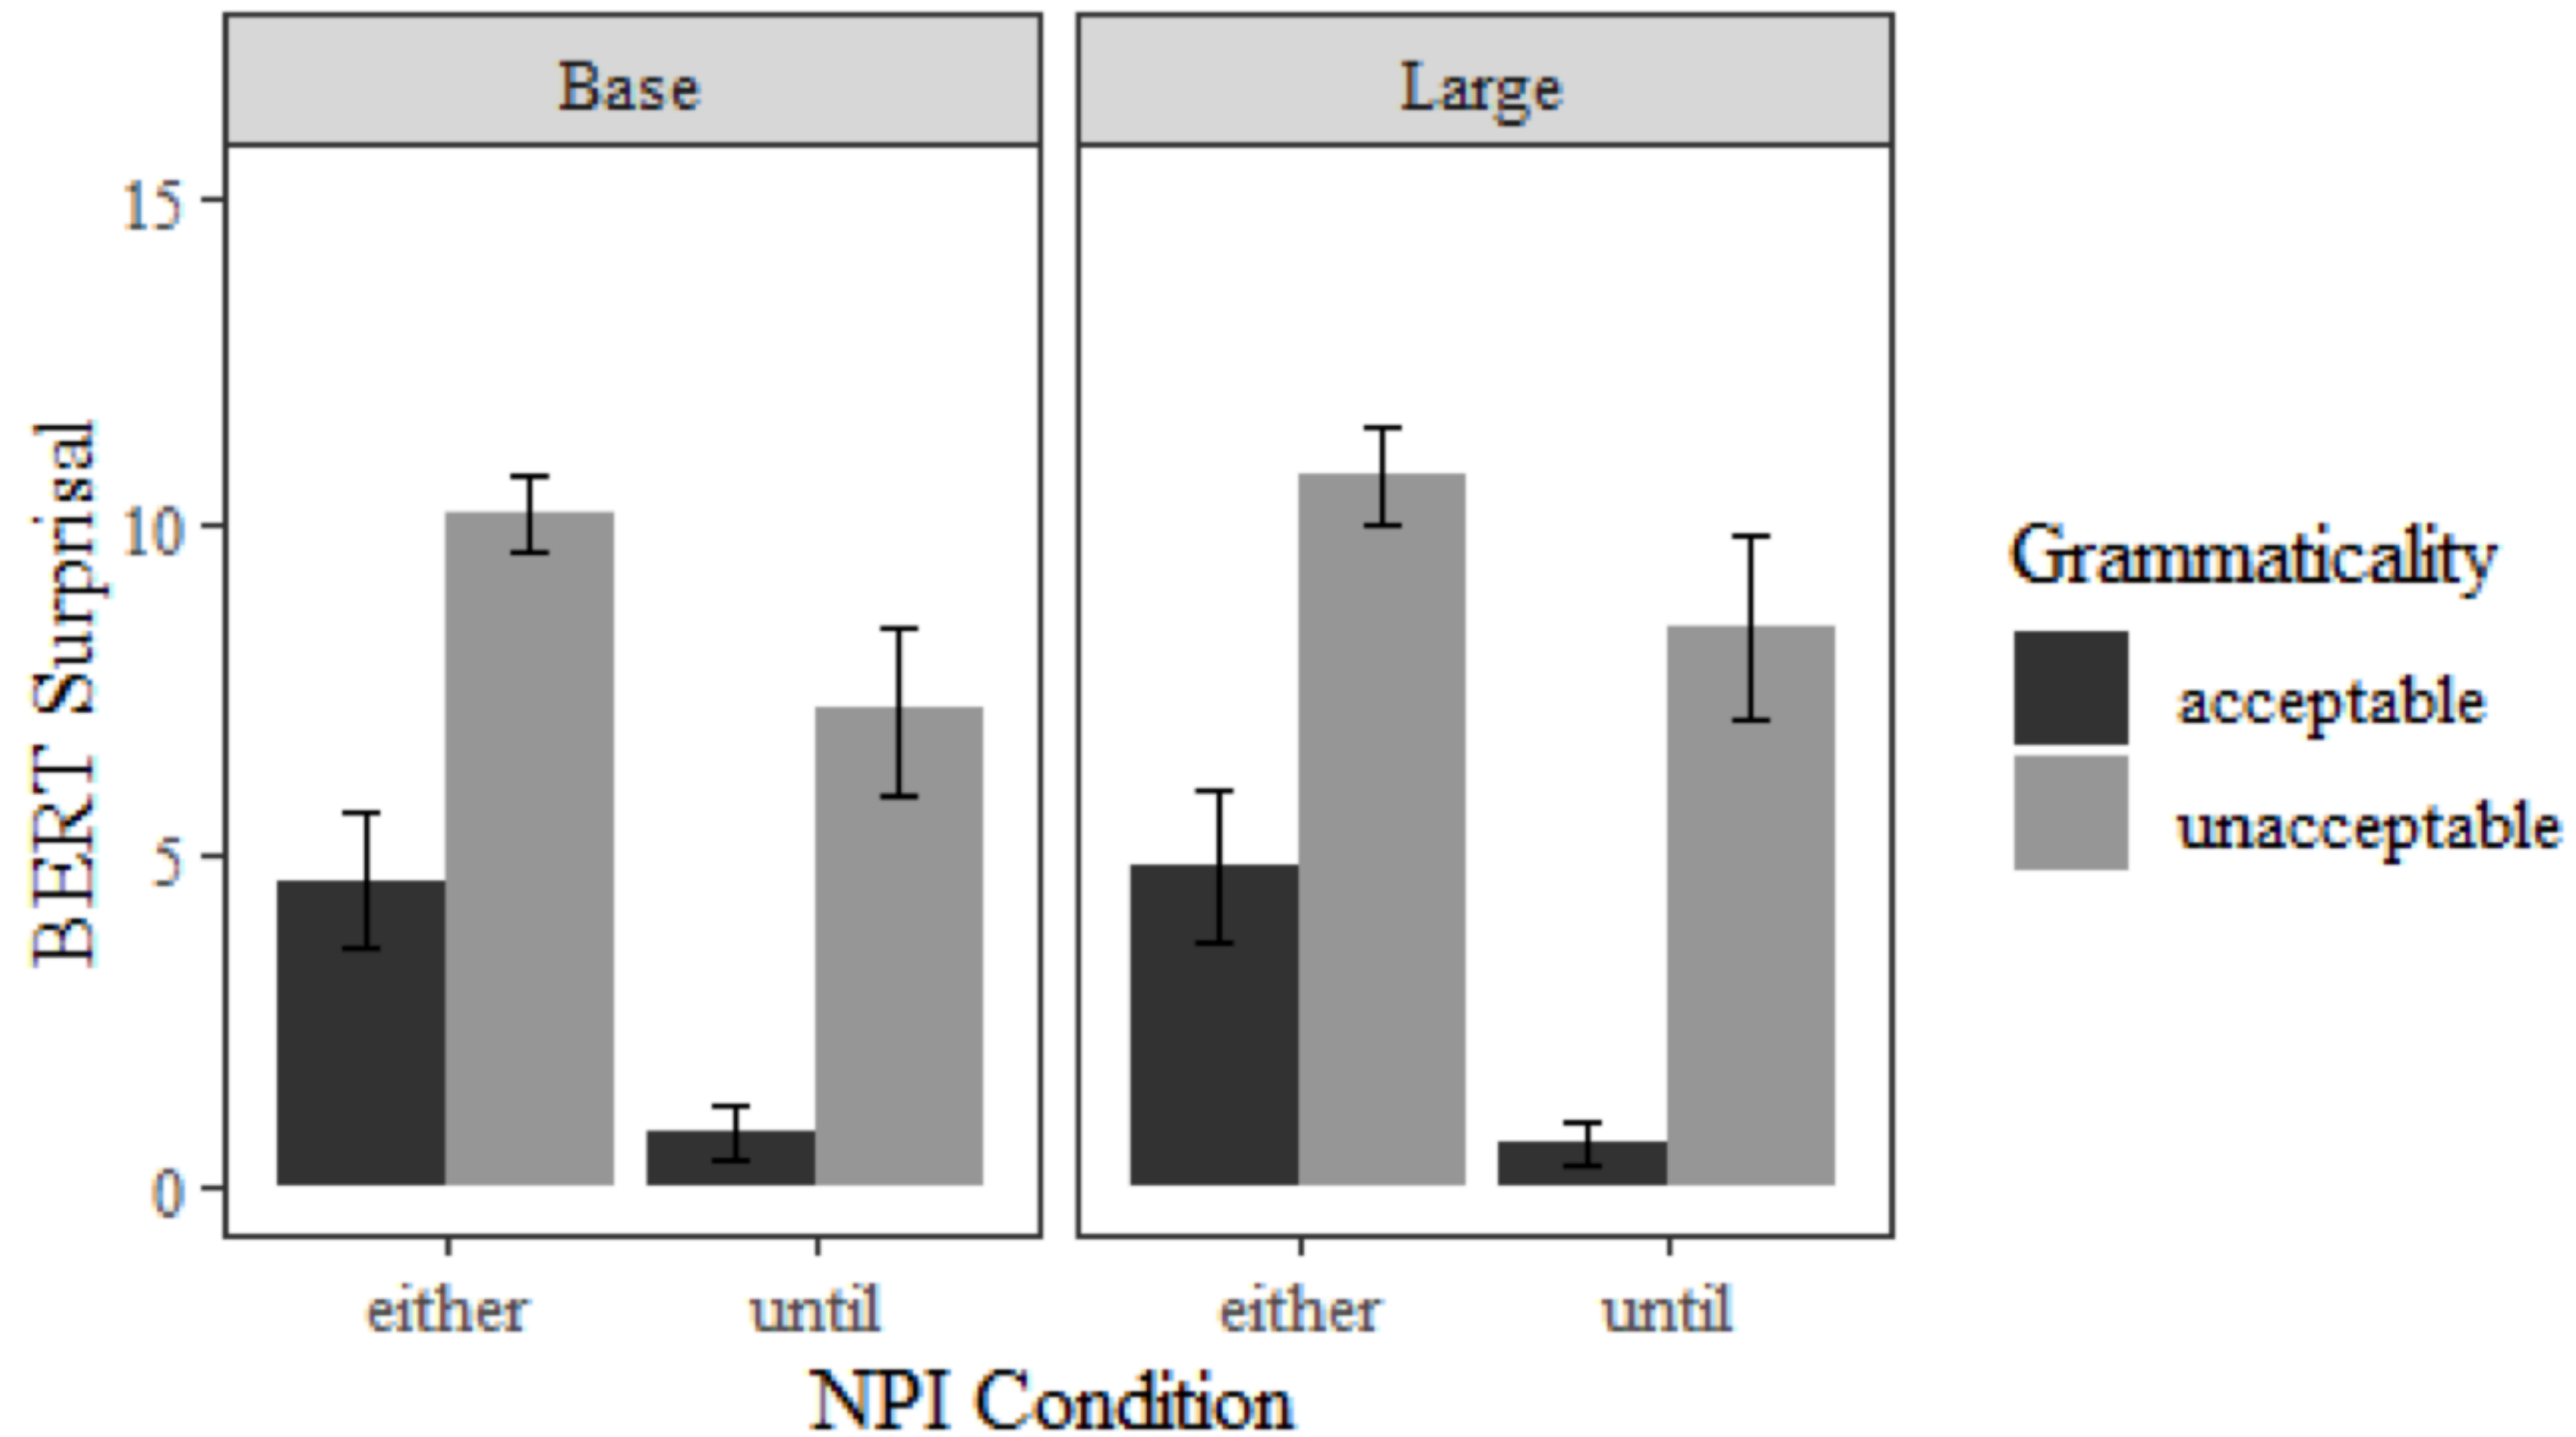 Base
Large
15
10
5
0
BERT Surprisal
either
until
either
until
NPI Condition
Grammaticality
acceptable
unacceptable